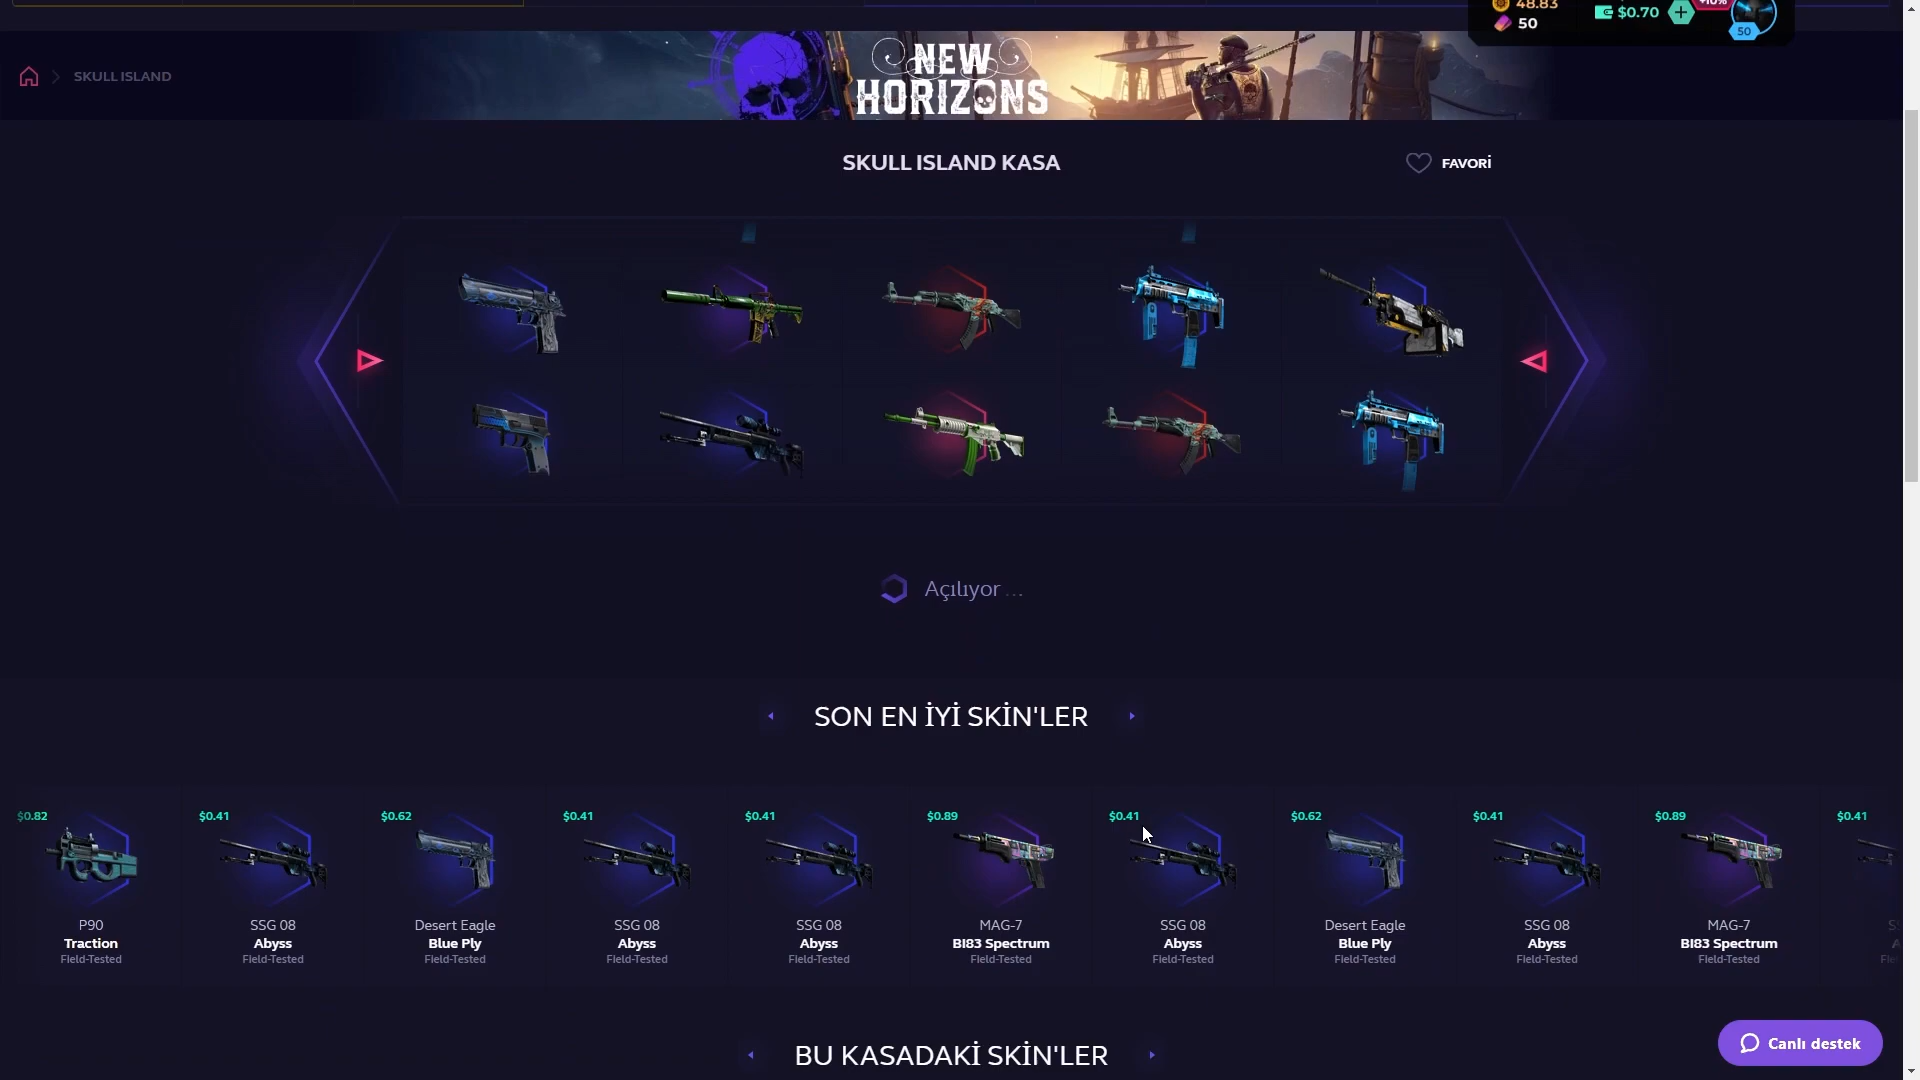 48.83
50
$0.70
+10%
50
SKULL ISLAND
NEW
HORIZONS
SKULL ISLAND KASA
FAVORİ
Açılıyor ...
SON EN İYİ SKİN'LER
$0.82
P90
Traction
Field-Tested
$0.41
SSG 08
Abyss
Field-Tested
$0.62
Desert Eagle
Blue Ply
Field-Tested
$0.41
SSG 08
Abyss
Field-Tested
$0.41
SSG 08
Abyss
Field-Tested
$0.89
MAG-7
BI83 Spectrum
Field-Tested
$0.41
SSG 08
Abyss
Field-Tested
$0.62
Desert Eagle
Blue Ply
Field-Tested
$0.41
SSG 08
Abyss
Field-Tested
$0.89
MAG-7
BI83 Spectrum
Field-Tested
$0.41
BU KASADAKİ SKİN'LER
Canlı destek